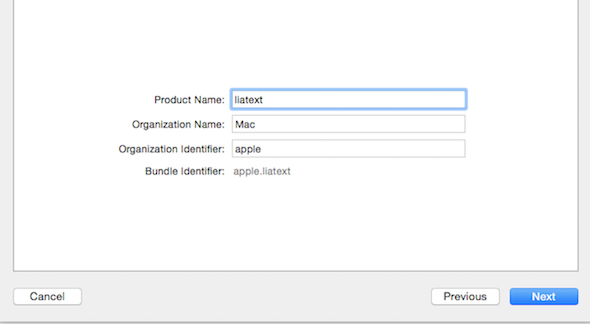 Product Name: liatext
Organization Name: Mac
Organization Identifier: apple
Bundle Identifier: apple.liatext
Cancel Previous Next